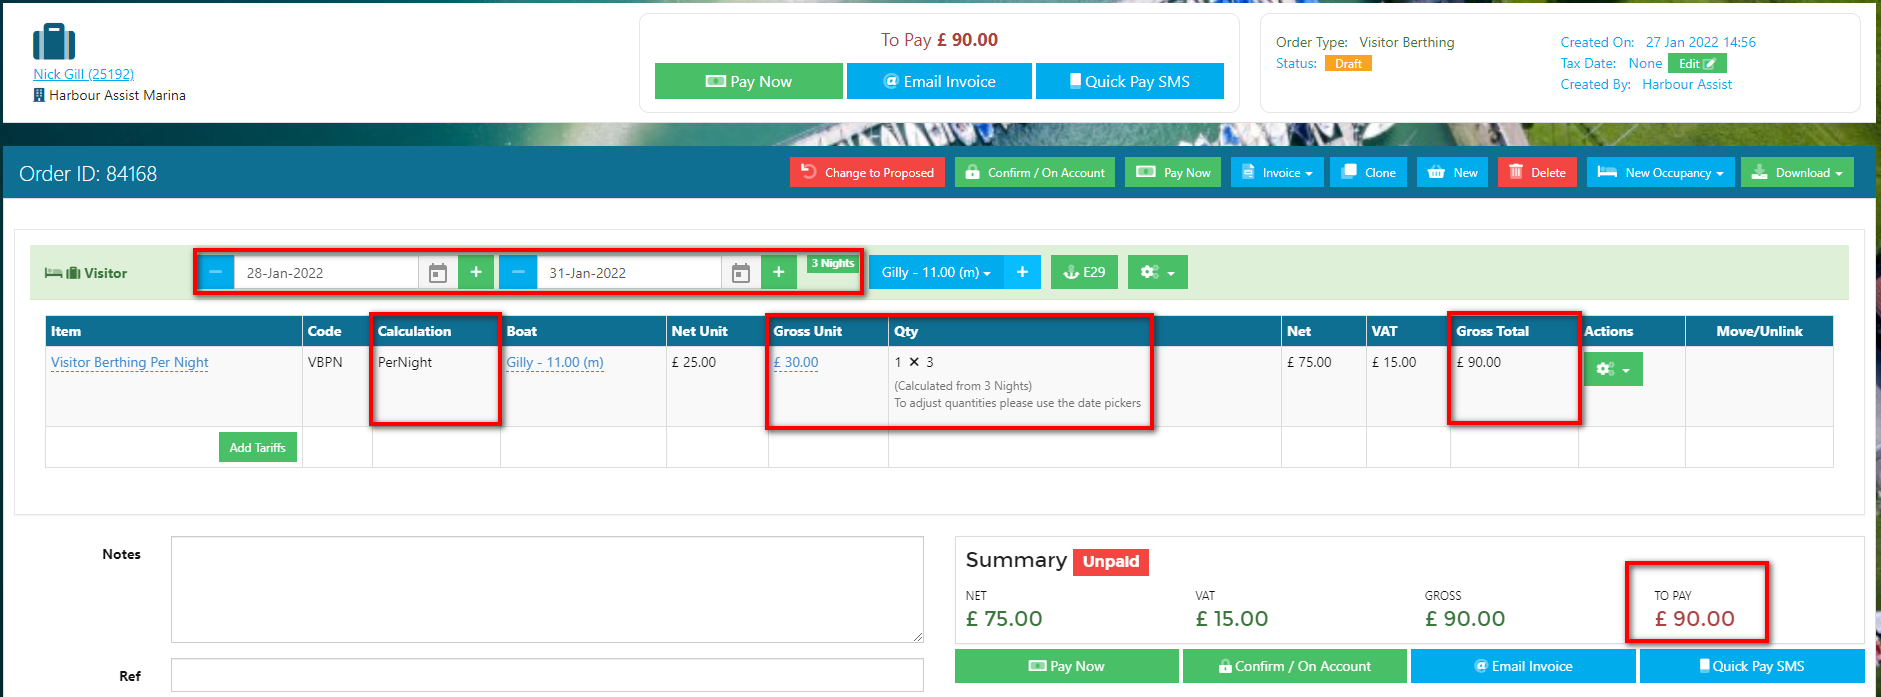 Nick Gill (25192)
Harbour Assist Marina
To Pay £ 90.00
Pay Now
Email Invoice
Quick Pay SMS
Order Type: Visitor Berthing
Status: Draft
Created On: 27 Jan 2022 14:56
Tax Date: None Edit
Created By: Harbour Assist
Order ID: 84168
Change to Proposed
Confirm / On Account
Pay Now
Invoice
Clone
New
Delete
New Occupancy
Download
Visitor
28-Jan-2022
+
31-Jan-2022
+
3 Nights
Gilly - 11.00 (m)
+
E29
Item Code Calculation Boat Net Unit Gross Unit Qty Net VAT Gross Total Actions Move/Unlink
Visitor Berthing Per Night VBPN PerNight Gilly - 11.00 (m) £ 25.00 £ 30.00 1 × 3 £ 75.00 £ 15.00 £ 90.00
(Calculated from 3 Nights)
To adjust quantities please use the date pickers
Add Tariffs
Notes
Ref
Summary Unpaid
NET VAT GROSS TO PAY
£ 75.00 £ 15.00 £ 90.00 £ 90.00
Pay Now
Confirm / On Account
Email Invoice
Quick Pay SMS